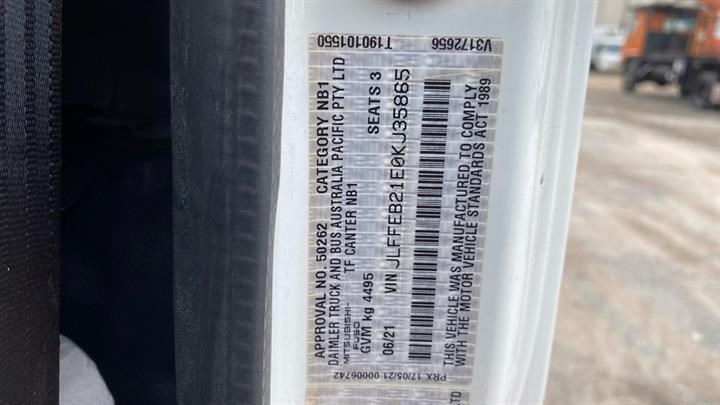 T190101550 V3172656
APPROVAL NO. 50262 CATEGORY NB1
DAIMLER TRUCK AND BUS AUSTRALIA PACIFIC PTY LTD
MITSUBISHI-FUSO TF CANTER NB1
GVM kg 4495 SEATS 3
06/21 VIN JLFFEB21E0KJ35865
THIS VEHICLE WAS MANUFACTURED TO COMPLY
WITH THE MOTOR VEHICLE STANDARDS ACT 1989
PRX 17/05/21 00006742